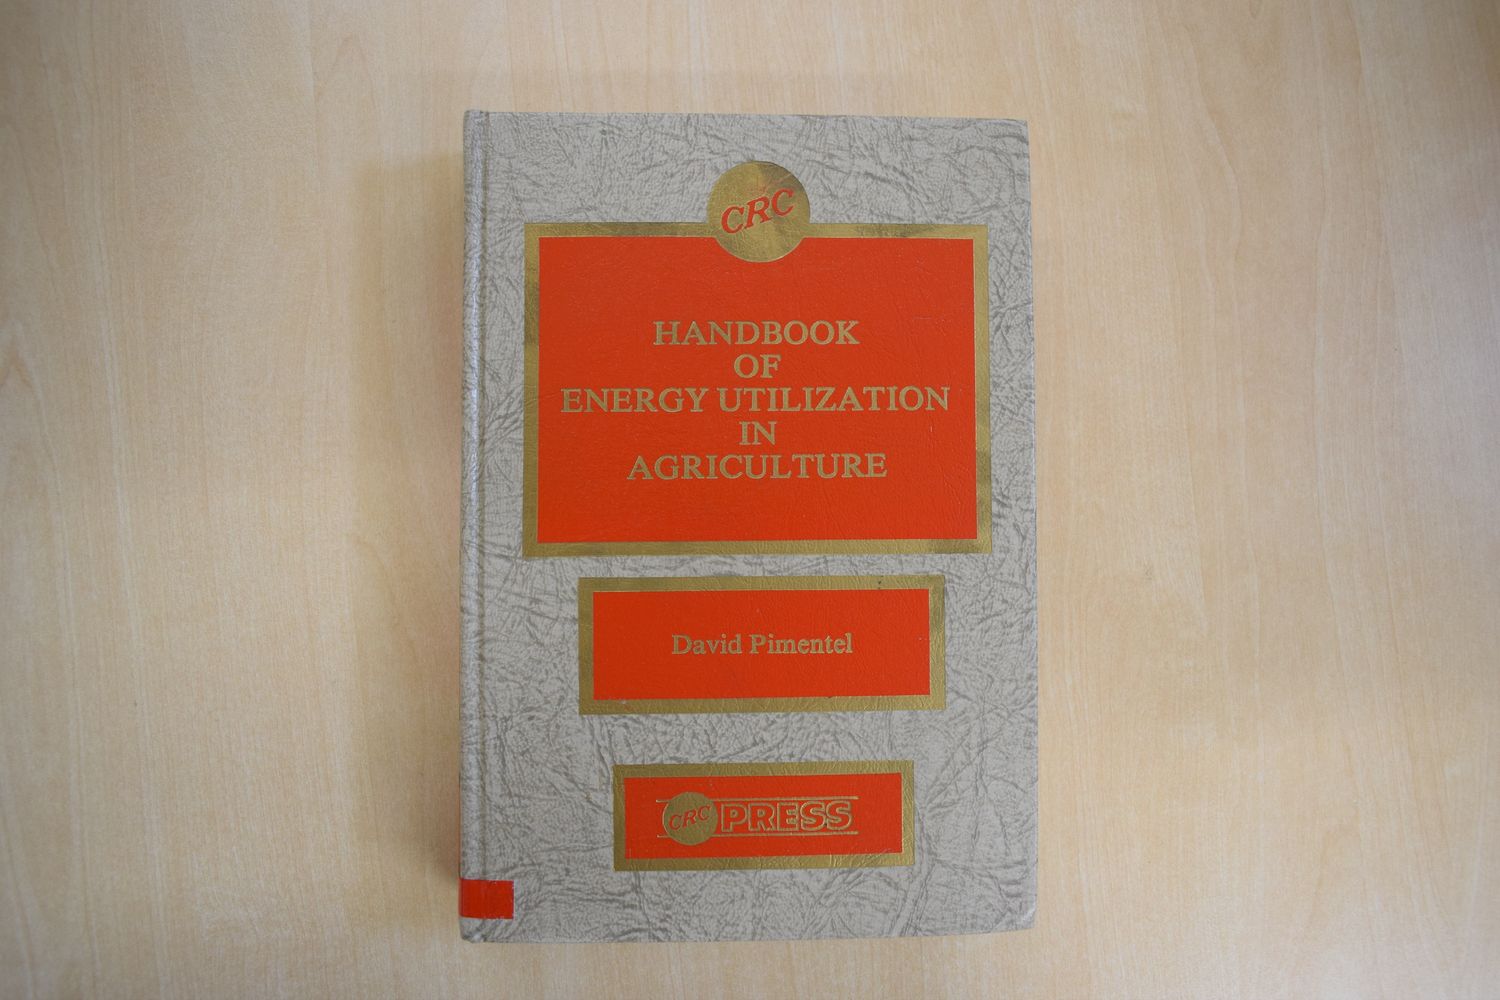 CRC
HANDBOOK
OF
ENERGY UTILIZATION
IN
AGRICULTURE
David Pimentel
CRC PRESS